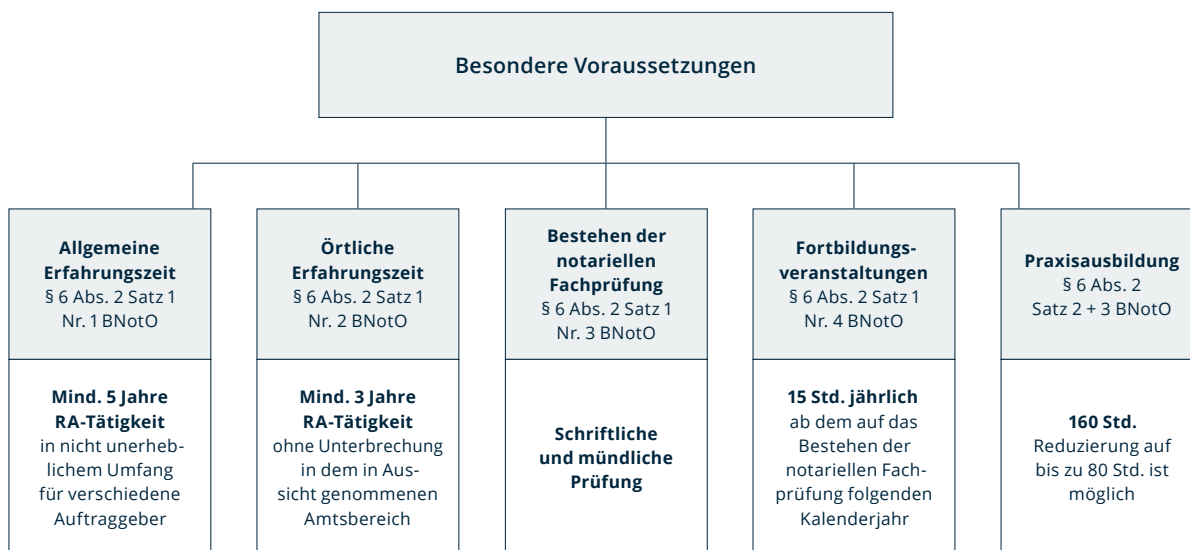 Besondere Voraussetzungen
Allgemeine
Erfahrungszeit
§ 6 Abs. 2 Satz 1
Nr. 1 BNotO
Mind. 5 Jahre
RA-Tätigkeit
in nicht unerheb-
lichem Umfang
für verschiedene
Auftraggeber
Örtliche
Erfahrungszeit
§ 6 Abs. 2 Satz 1
Nr. 2 BNotO
Mind. 3 Jahre
RA-Tätigkeit
ohne Unterbrechung
in dem in Aus-
sicht genommenen
Amtsbereich
Bestehen der
notariellen
Fachprüfung
§ 6 Abs. 2 Satz 1
Nr. 3 BNotO
Schriftliche
und mündliche
Prüfung
Fortbildungs-
veranstaltungen
§ 6 Abs. 2 Satz 1
Nr. 4 BNotO
15 Std. jährlich
ab dem auf das
Bestehen der
notariellen Fach-
prüfung folgenden
Kalenderjahr
Praxisausbildung
§ 6 Abs. 2
Satz 2 + 3 BNotO
160 Std.
Reduzierung auf
bis zu 80 Std. ist
möglich